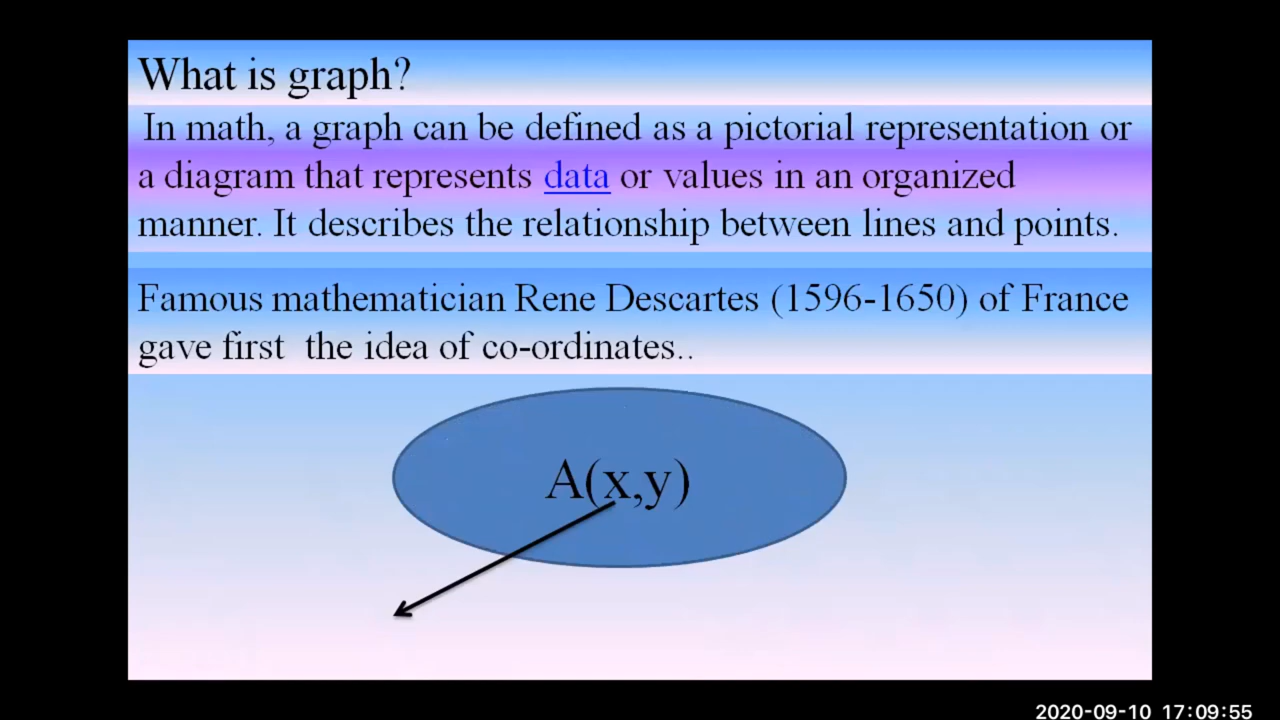 What is graph?
In math, a graph can be defined as a pictorial representation or
a diagram that represents data or values in an organized
manner. It describes the relationship between lines and points.
Famous mathematician Rene Descartes (1596-1650) of France
gave first  the idea of co-ordinates..
A(x,y)
2020-09-10 17:09:55